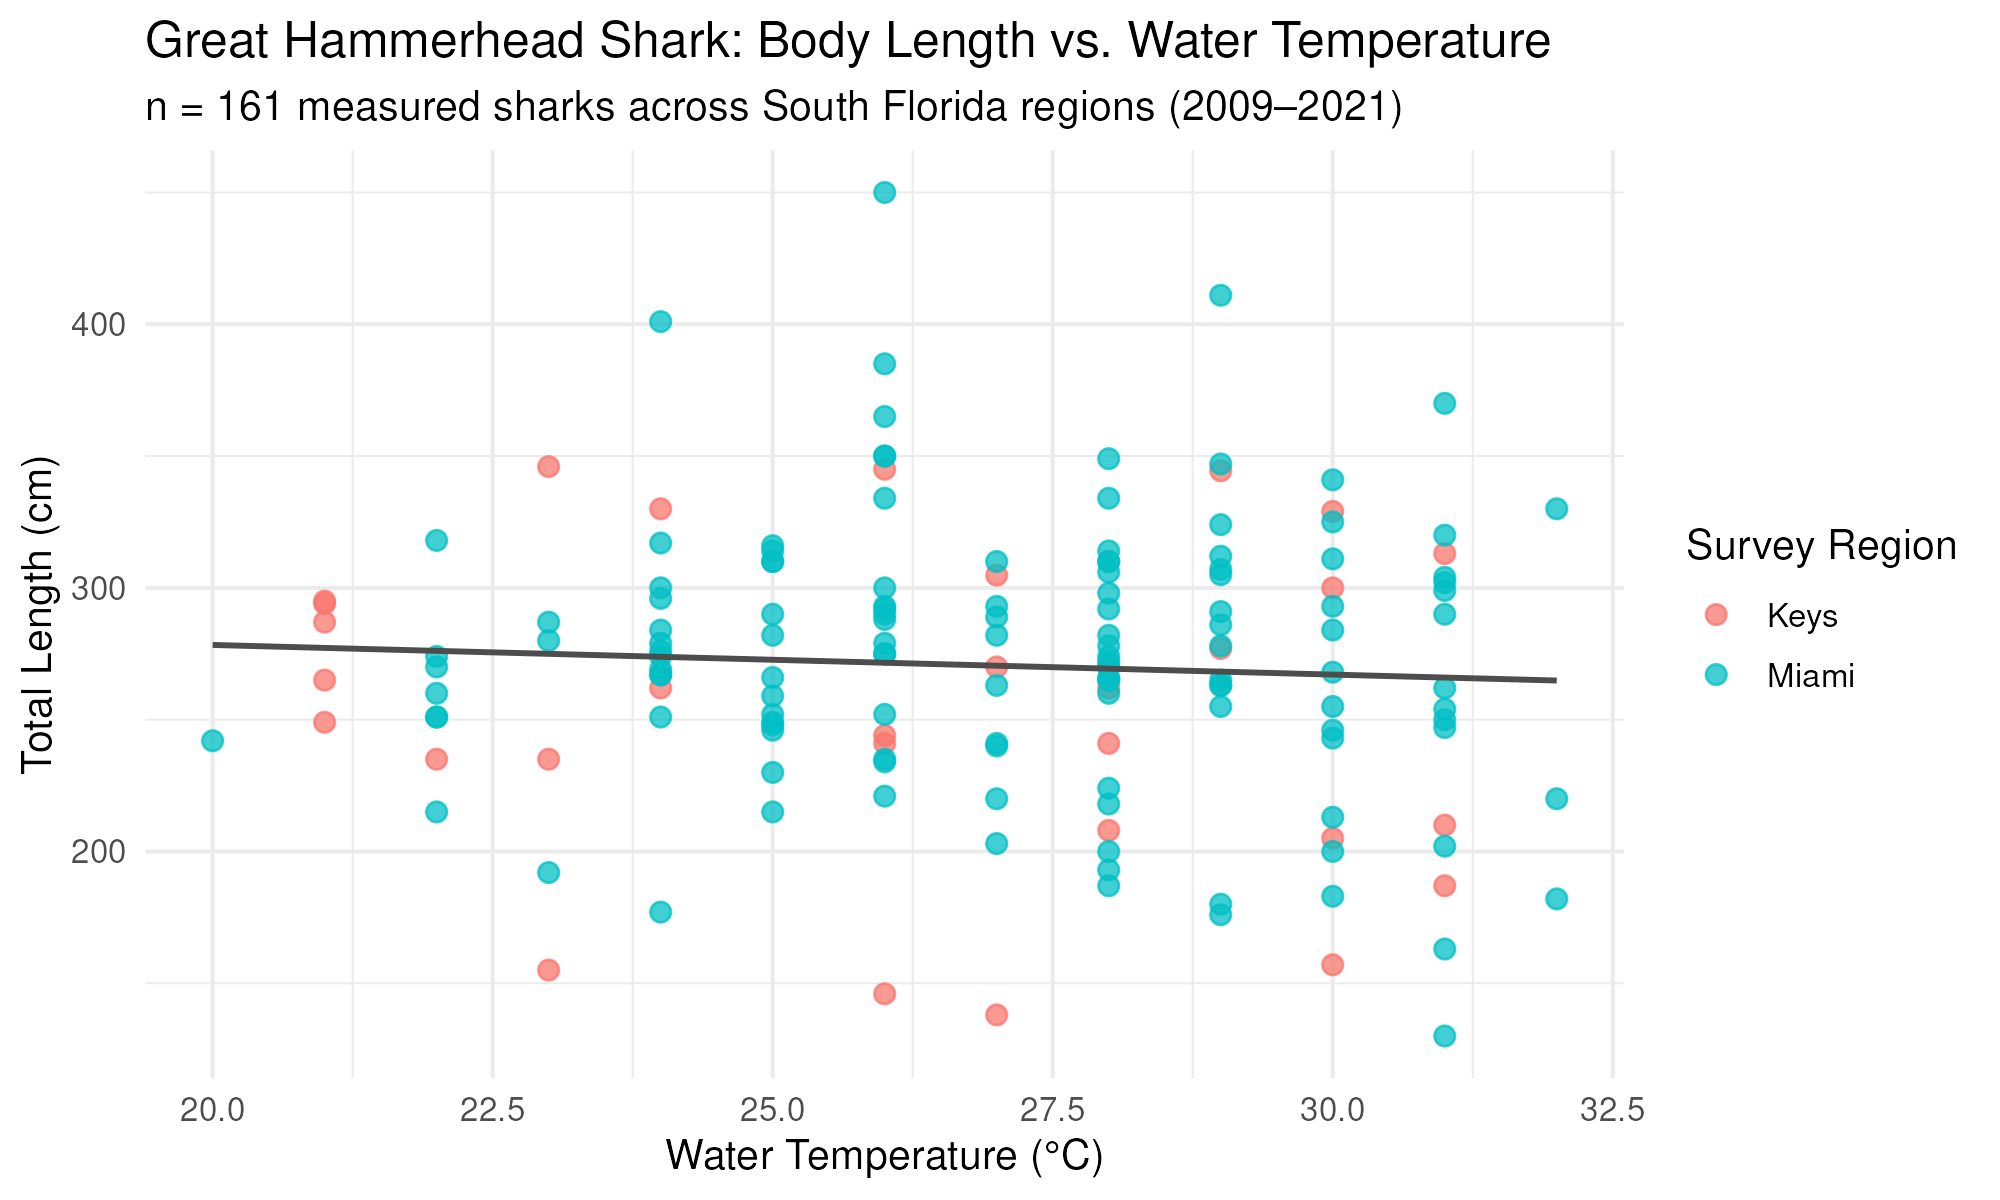 Great Hammerhead Shark: Body Length vs. Water Temperature
n = 161 measured sharks across South Florida regions (2009–2021)
Total Length (cm)
400
300
200
20.0 22.5 25.0 27.5 30.0 32.5
Water Temperature (°C)
Survey Region
Keys
Miami